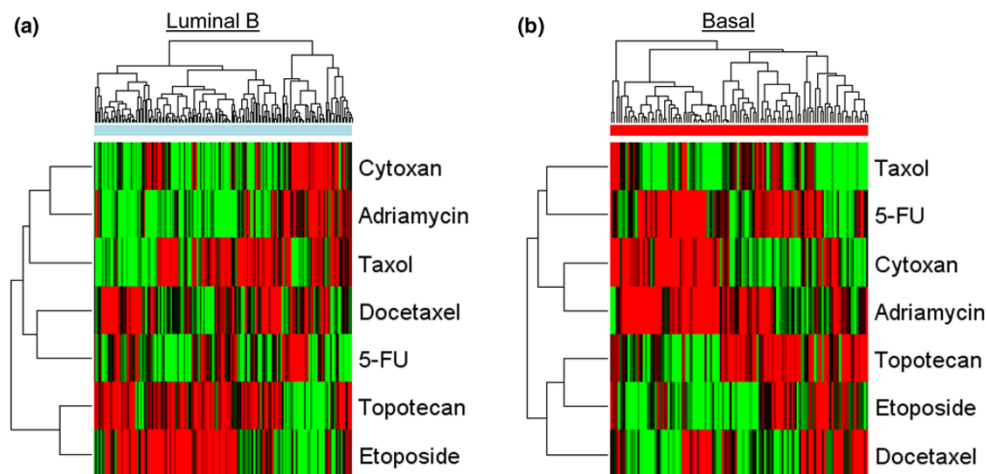 (a)
Luminal B
Cytoxan
Adriamycin
Taxol
Docetaxel
5-FU
Topotecan
Etoposide
(b)
Basal
Taxol
5-FU
Cytoxan
Adriamycin
Topotecan
Etoposide
Docetaxel